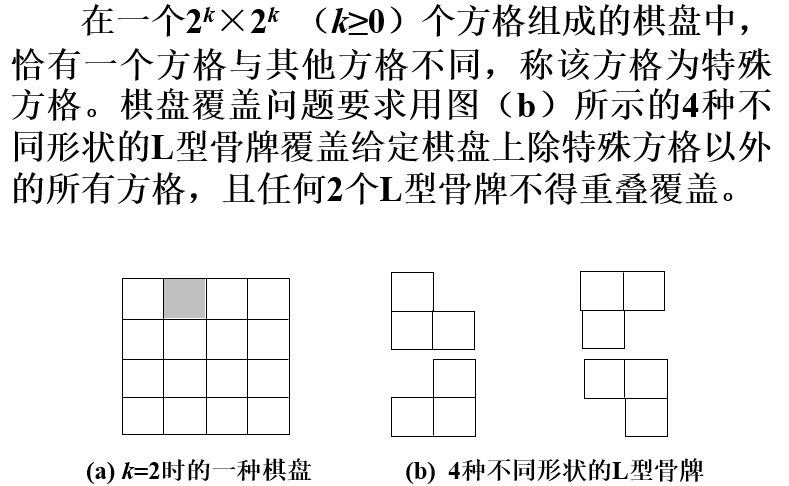 在一个2ᵏ×2ᵏ （k≥0）个方格组成的棋盘中，
恰有一个方格与其他方格不同，称该方格为特殊
方格。棋盘覆盖问题要求用图（b）所示的4种不
同形状的L型骨牌覆盖给定棋盘上除特殊方格以外
的所有方格，且任何2个L型骨牌不得重叠覆盖。
(a) k=2时的一种棋盘
(b) 4种不同形状的L型骨牌